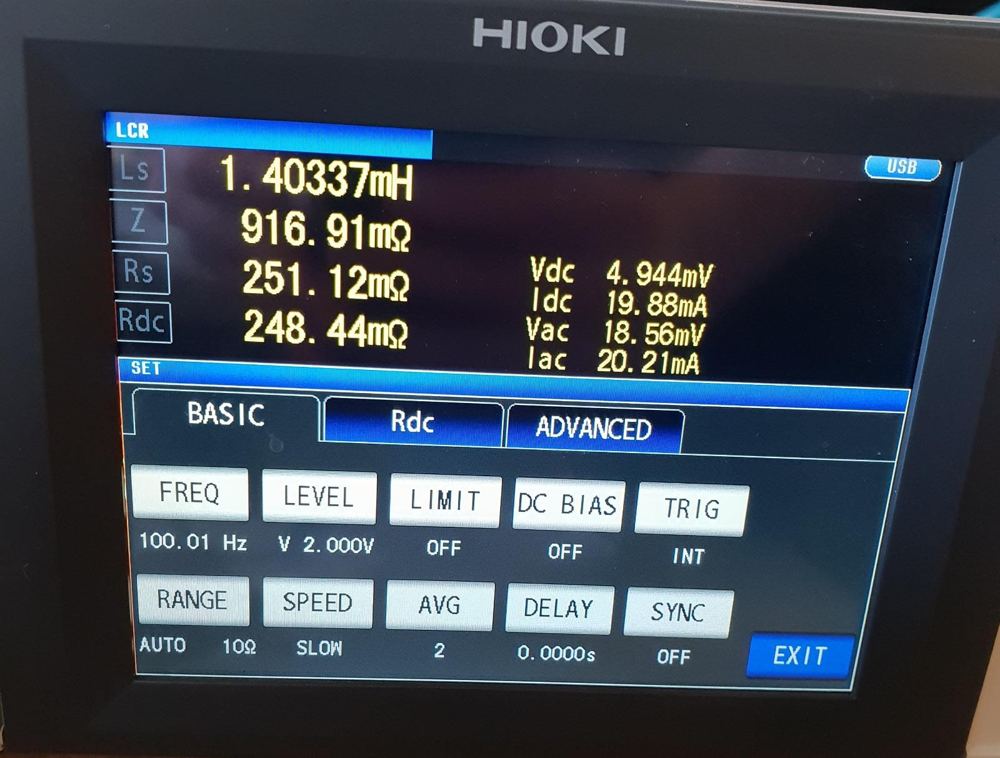 HIOKI
LCR
USB
Ls 1.40337mH
Z 916.91mΩ
Rs 251.12mΩ
Rdc 248.44mΩ
Vdc 4.944mV
Idc 19.88mA
Vac 18.56mV
Iac 20.21mA
SET
BASIC Rdc ADVANCED
FREQ LEVEL LIMIT DC BIAS TRIG
100.01 Hz V 2.000V OFF OFF INT
RANGE SPEED AVG DELAY SYNC
AUTO 10Ω SLOW 2 0.0000s OFF
EXIT